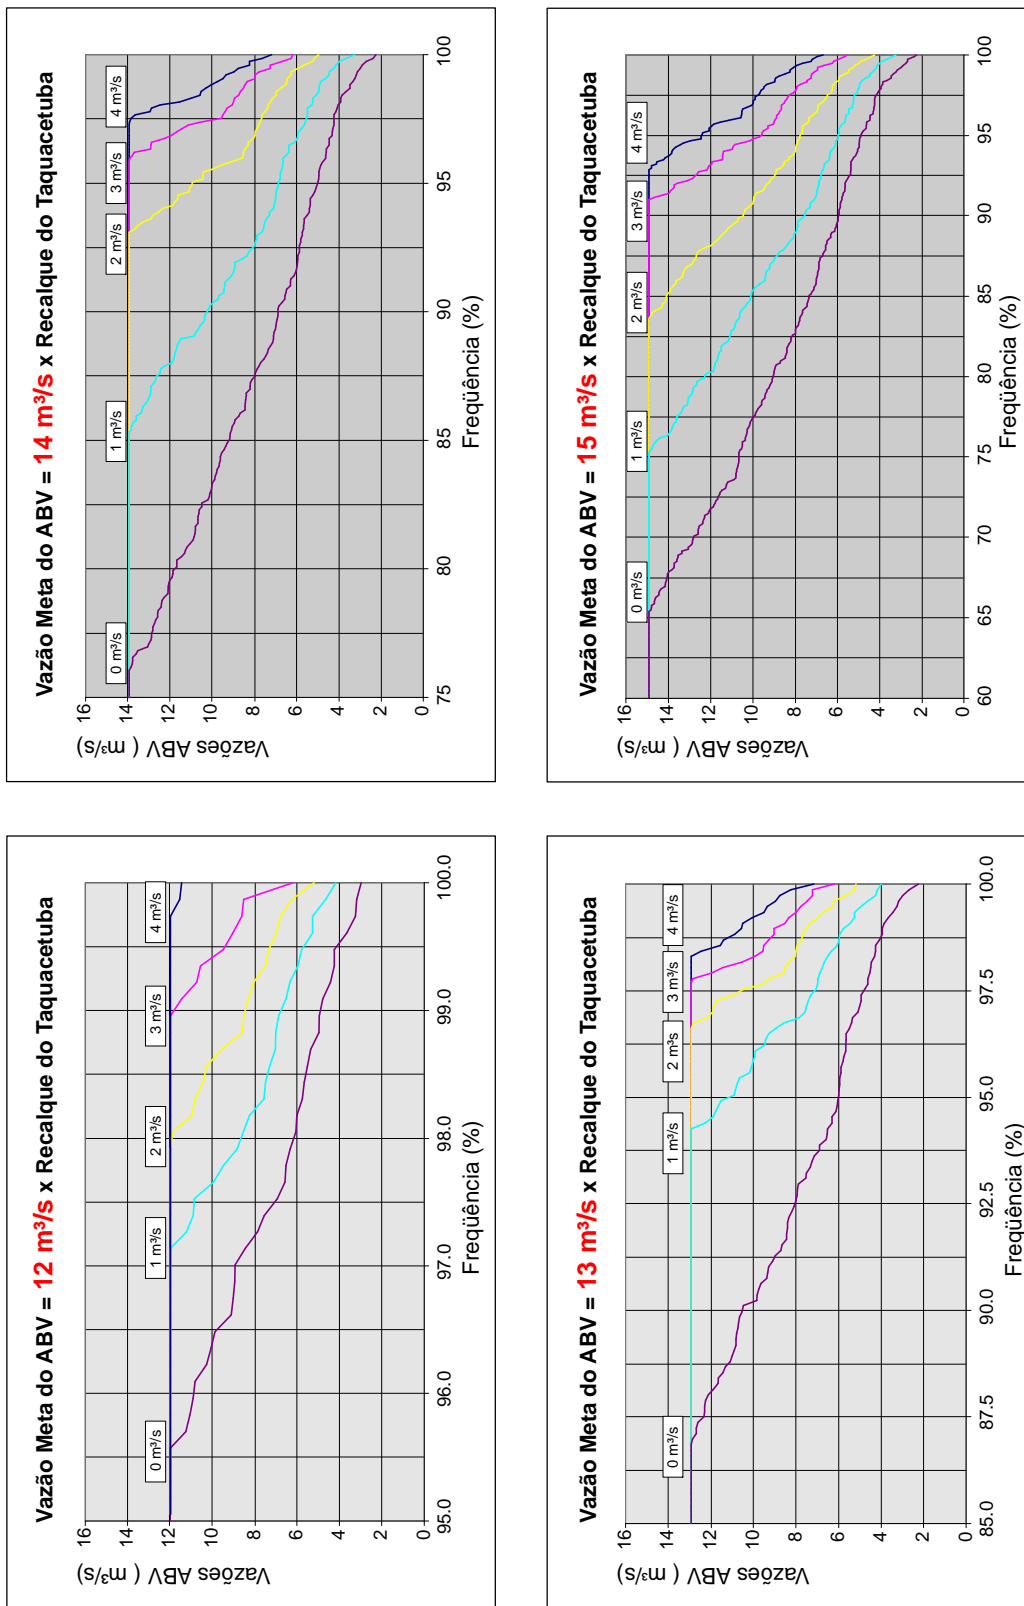 Vazão Meta do ABV = 12 m³/s x Recalque do Taquacetuba
Vazões ABV ( m³/s)
16
14
12
10
8
6
4
2
0
0 m³/s
1 m³/s
2 m³/s
3 m³/s
4 m³/s
95.0
96.0
97.0
98.0
99.0
100.0
Freqüência (%)
Vazão Meta do ABV = 14 m³/s x Recalque do Taquacetuba
Vazões ABV ( m³/s)
16
14
12
10
8
6
4
2
0
0 m³/s
1 m³/s
2 m³/s
3 m³/s
4 m³/s
75
80
85
90
95
100
Freqüência (%)
Vazão Meta do ABV = 13 m³/s x Recalque do Taquacetuba
Vazões ABV ( m³/s)
16
14
12
10
8
6
4
2
0
0 m³/s
1 m³/s
2 m³/s
3 m³/s
4 m³/s
85.0
87.5
90.0
92.5
95.0
97.5
100.0
Freqüência (%)
Vazão Meta do ABV = 15 m³/s x Recalque do Taquacetuba
Vazões ABV ( m³/s)
16
14
12
10
8
6
4
2
0
0 m³/s
1 m³/s
2 m³/s
3 m³/s
4 m³/s
60
65
70
75
80
85
90
95
100
Freqüência (%)